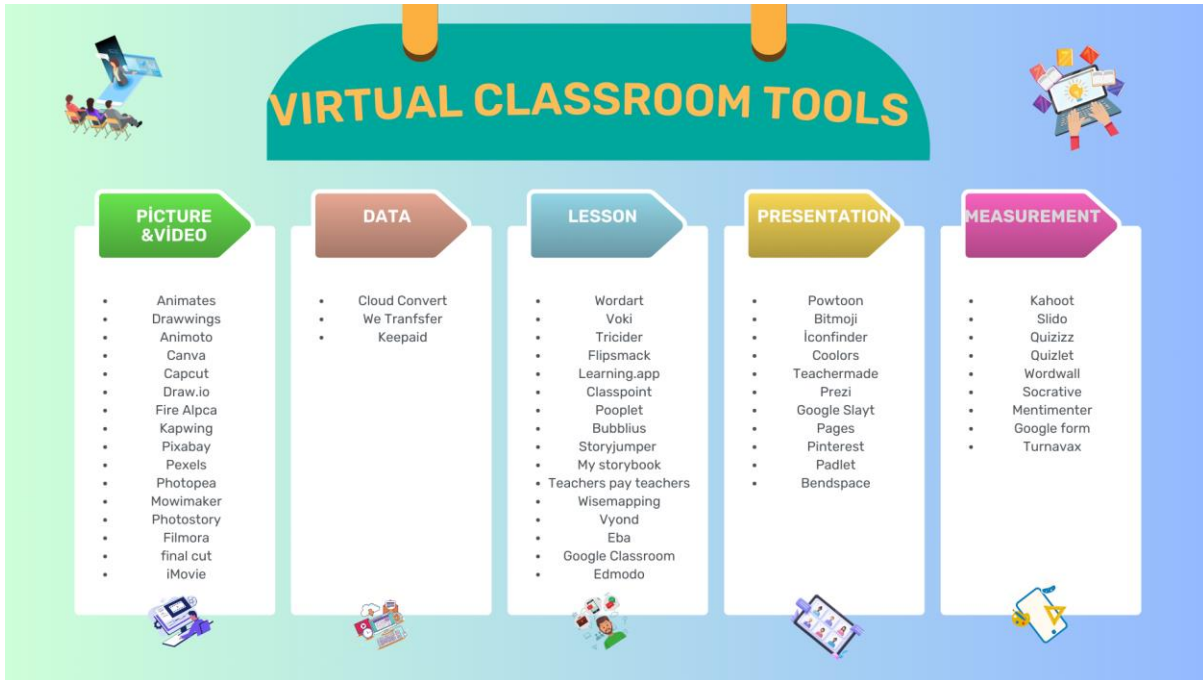 VIRTUAL CLASSROOM TOOLS
PİCTURE
&VİDEO
Animates
Drawwings
Animoto
Canva
Capcut
Draw.io
Fire Alpca
Kapwing
Pixabay
Pexels
Photopea
Mowimaker
Photostory
Filmora
final cut
iMovie
DATA
Cloud Convert
We Tranfsfer
Keepaid
LESSON
Wordart
Voki
Tricider
Flipsmack
Learning.app
Classpoint
Pooplet
Bubblius
Storyjumper
My storybook
Teachers pay teachers
Wisemapping
Vyond
Eba
Google Classroom
Edmodo
PRESENTATION
Powtoon
Bitmoji
İconfinder
Coolors
Teachermade
Prezi
Google Slayt
Pages
Pinterest
Padlet
Bendspace
MEASUREMENT
Kahoot
Slido
Quizizz
Quizlet
Wordwall
Socrative
Mentimenter
Google form
Turnavax